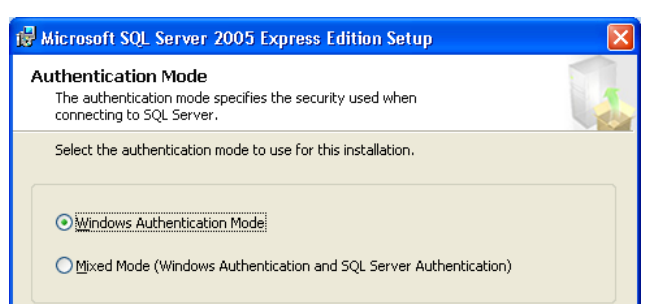 Microsoft SQL Server 2005 Express Edition Setup
Authentication Mode
The authentication mode specifies the security used when
connecting to SQL Server.
Select the authentication mode to use for this installation.
Windows Authentication Mode
Mixed Mode (Windows Authentication and SQL Server Authentication)